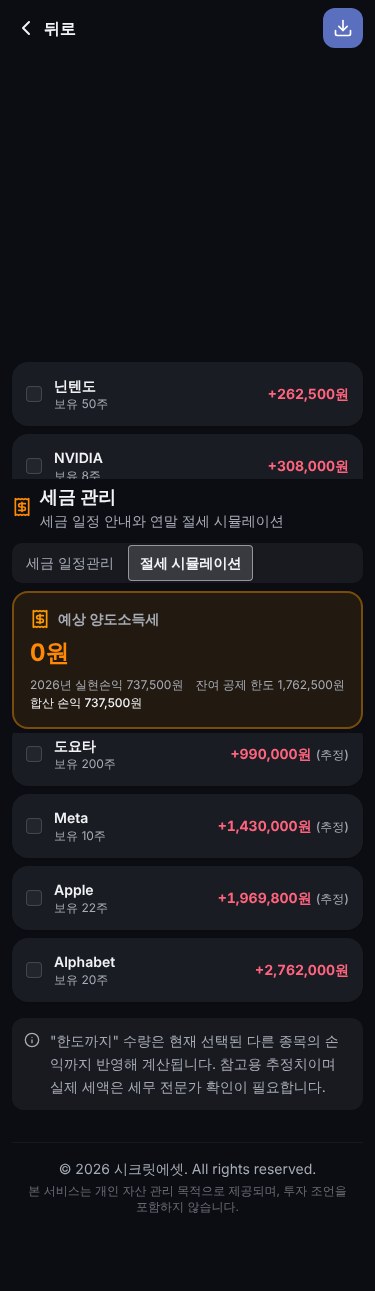 뒤로
닌텐도
보유 50주
+262,500원
NVIDIA
보유 8주
+308,000원
세금 관리
세금 일정 안내와 연말 절세 시뮬레이션
세금 일정관리 절세 시뮬레이션
예상 양도소득세
0원
2026년 실현손익 737,500원 잔여 공제 한도 1,762,500원
합산 손익 737,500원
도요타
보유 200주
+990,000원 (추정)
Meta
보유 10주
+1,430,000원 (추정)
Apple
보유 22주
+1,969,800원 (추정)
Alphabet
보유 20주
+2,762,000원
"한도까지" 수량은 현재 선택된 다른 종목의 손
익까지 반영해 계산됩니다. 참고용 추정치이며
실제 세액은 세무 전문가 확인이 필요합니다.
© 2026 시크릿에셋. All rights reserved.
본 서비스는 개인 자산 관리 목적으로 제공되며, 투자 조언을
포함하지 않습니다.